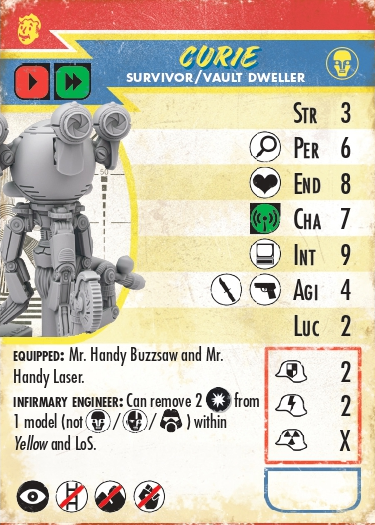 CURIE
SURVIVOR/VAULT DWELLER
STR 3
PER 6
END 8
CHA 7
INT 9
AGI 4
LUC 2
EQUIPPED: Mr. Handy Buzzsaw and Mr.
Handy Laser.
INFIRMARY ENGINEER: Can remove 2 from
1 model (not / / ) within
Yellow and LoS.
2
2
X